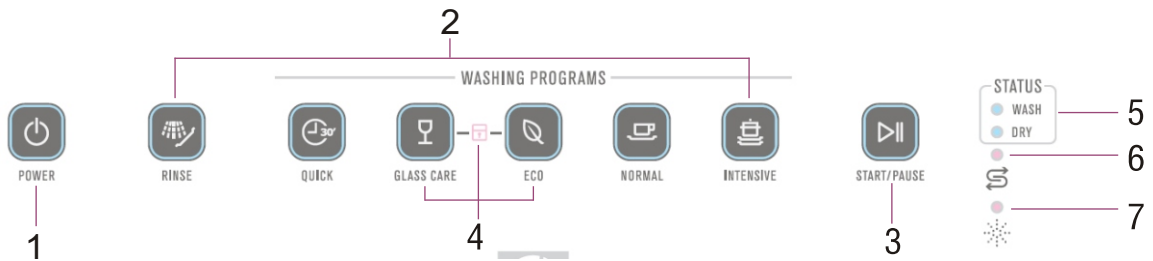 2
WASHING PROGRAMS
STATUS
WASH
5
DRY
30'
6
POWER
RINSE
QUICK
GLASS CARE
ECO
NORMAL
INTENSIVE
START/PAUSE
7
1
4
3